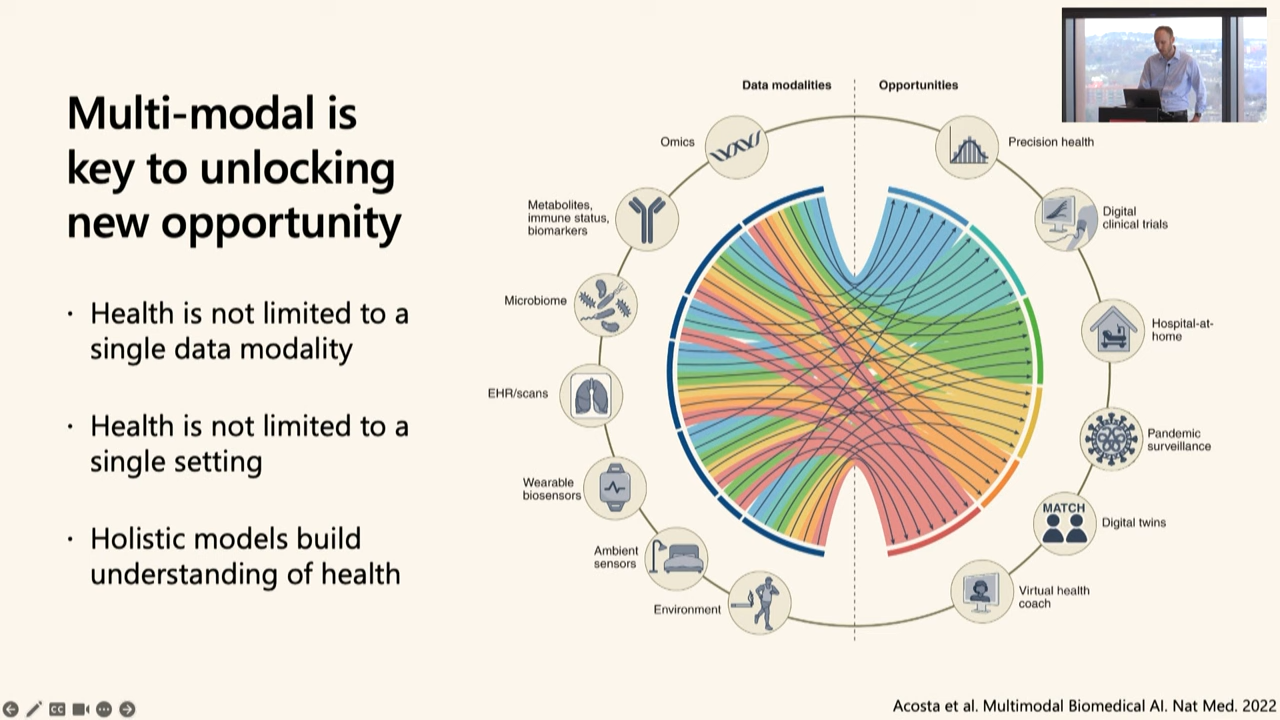 Multi-modal is
key to unlocking
new opportunity
· Health is not limited to a
single data modality
· Health is not limited to a
single setting
· Holistic models build
understanding of health
Data modalities
Opportunities
Omics
Metabolites,
immune status,
biomarkers
Microbiome
EHR/scans
Wearable
biosensors
Ambient
sensors
Environment
Precision health
Digital
clinical trials
Hospital-at-
home
Pandemic
surveillance
MATCH
Digital twins
Virtual health
coach
CC
Acosta et al. Multimodal Biomedical AI. Nat Med. 2022